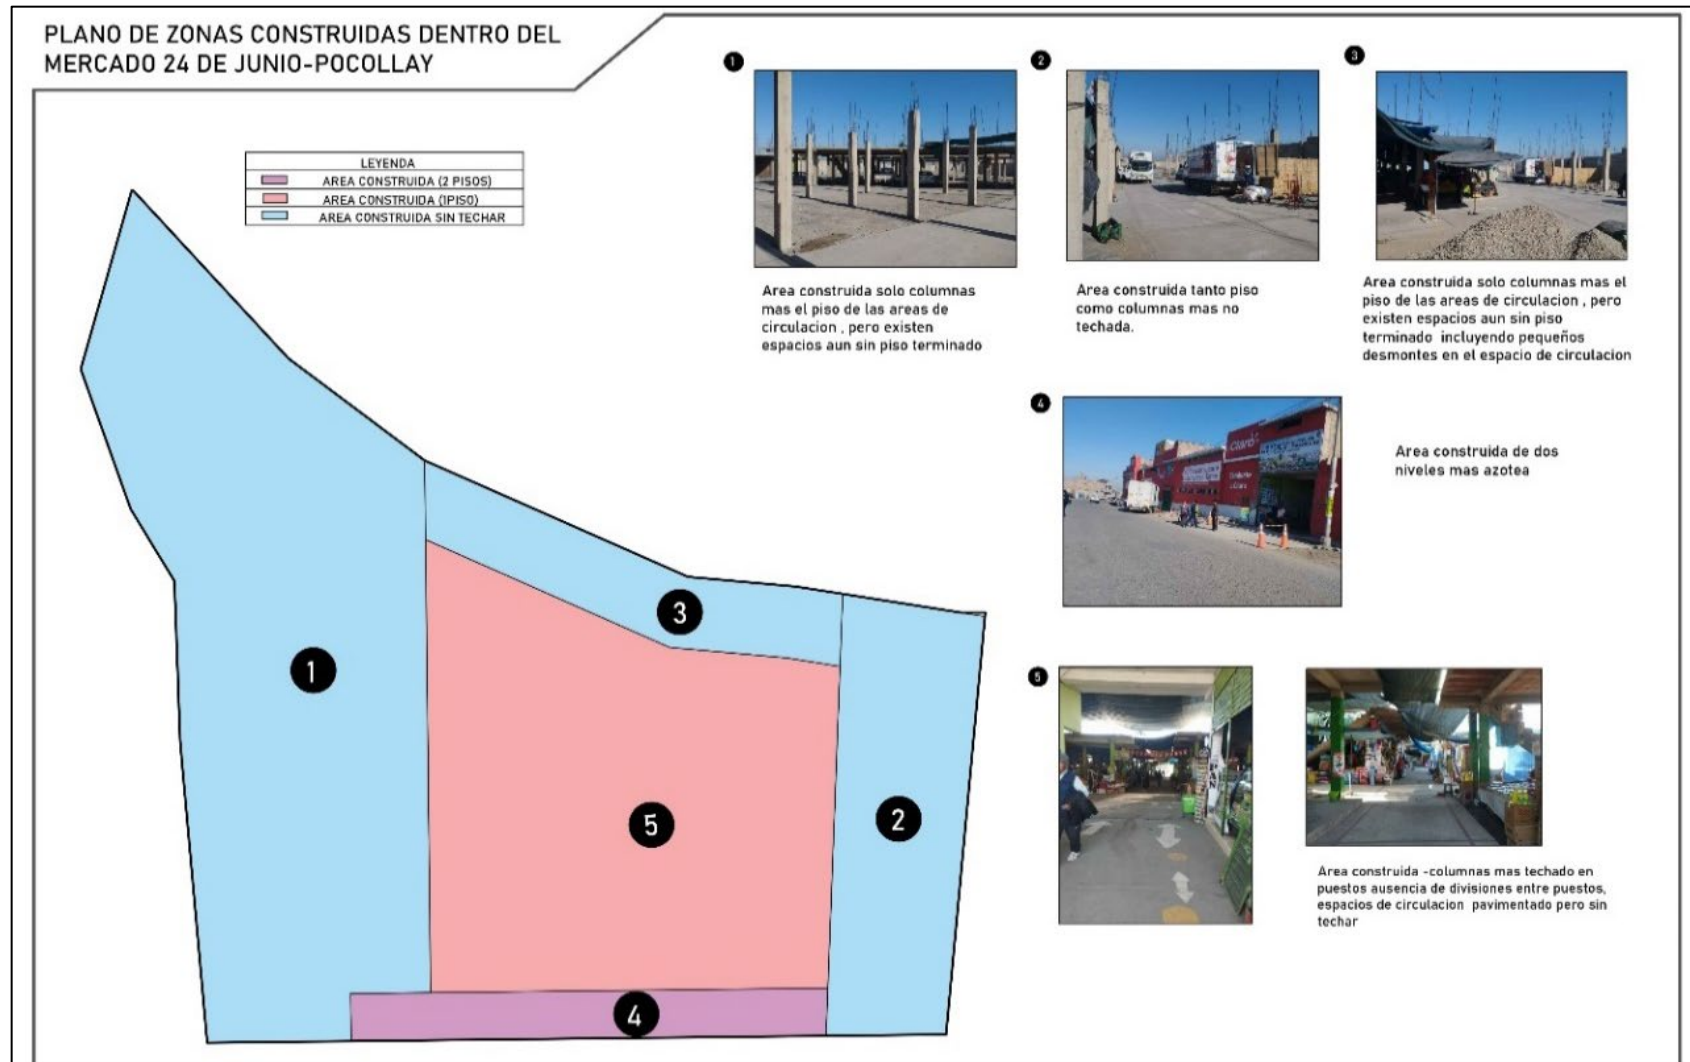 PLANO DE ZONAS CONSTRUIDAS DENTRO DEL
MERCADO 24 DE JUNIO-POCOLLAY
LEYENDA
AREA CONSTRUIDA (2 PISOS)
AREA CONSTRUIDA (1PISO)
AREA CONSTRUIDA SIN TECHAR
1
2
3
4
5
1
Area construida solo columnas
mas el piso de las areas de
circulacion , pero existen
espacios aun sin piso terminado
2
Area construida tanto piso
como columnas mas no
techada.
3
Area construida solo columnas mas el
piso de las areas de circulacion , pero
existen espacios aun sin piso
terminado incluyendo pequeños
desmontes en el espacio de circulacion
4
Claro
Area construida de dos
niveles mas azotea
5
PAN
Area construida -columnas mas techado en
puestos ausencia de divisiones entre puestos,
espacios de circulacion pavimentado pero sin
techar